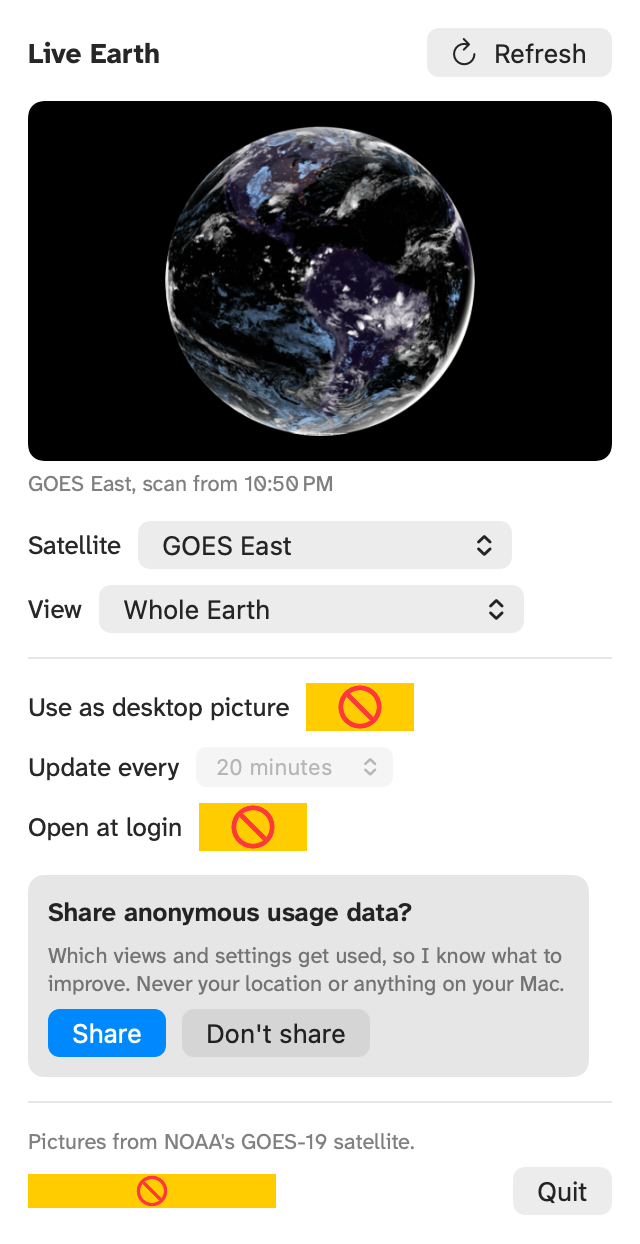 Live Earth
Refresh
GOES East, scan from 10:50 PM
Satellite
GOES East
View
Whole Earth
Use as desktop picture
Update every
20 minutes
Open at login
Share anonymous usage data?
Which views and settings get used, so I know what to
improve. Never your location or anything on your Mac.
Share
Don't share
Pictures from NOAA's GOES-19 satellite.
Quit